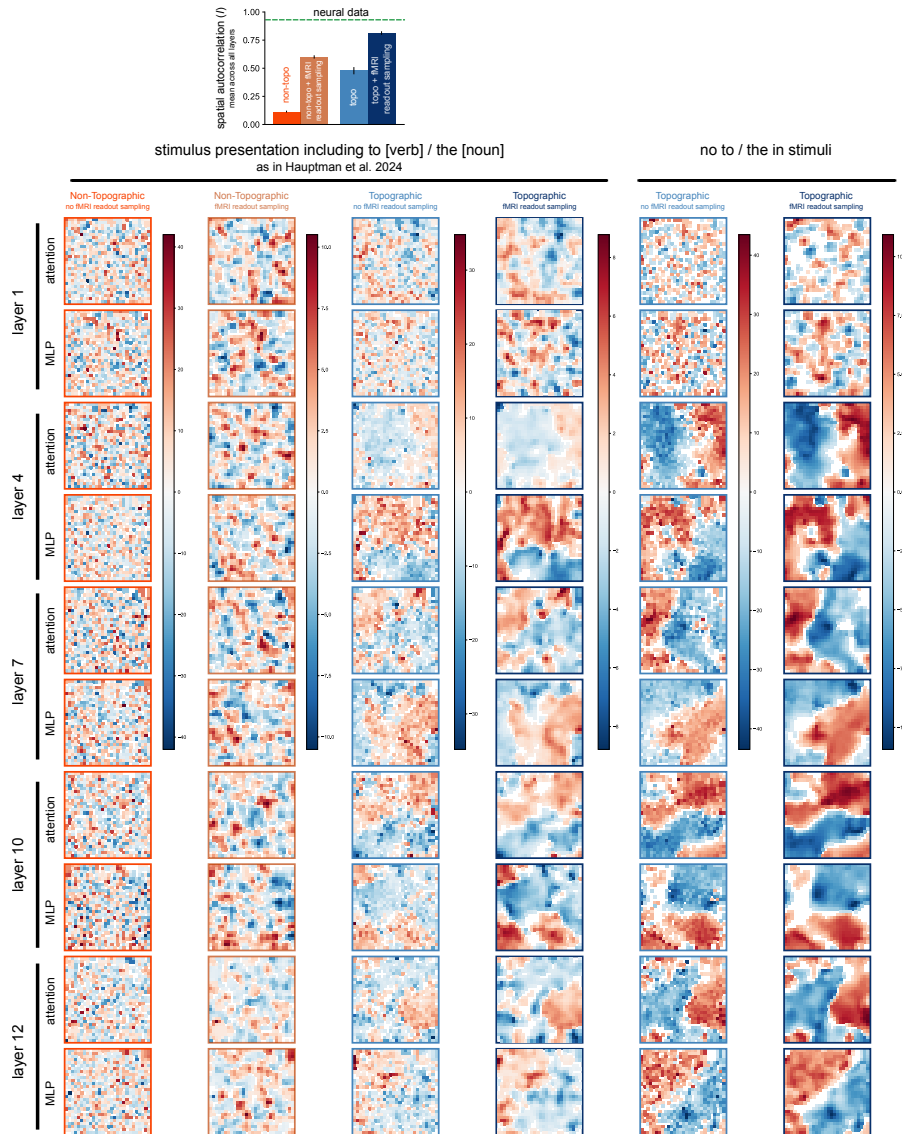 neural data
spatial autocorrelation (I)
mean across all layers
1.00
0.75
0.50
0.25
0.00
non-topo
non-topo + fMRI
readout sampling)
topo
topo + fMRI
readout sampling)
stimulus presentation including to [verb] / the [noun]
as in Hauptman et al. 2024
no to / the in stimuli
Non-Topographic
no fMRI readout sampling
Non-Topographic
fMRI readout sampling)
Topographic
no fMRI readout sampling)
Topographic
fMRI readout sampling)
Topographic
no fMRI readout sampling)
Topographic
fMRI readout sampling)
layer 1
attention
MLP
layer 4
attention
MLP
layer 7
attention
MLP
layer 10
attention
MLP
layer 12
attention
MLP
40
30
20
10
0
−10
−20
−30
−40
10.0
7.5
5.0
2.5
0.0
−2.5
−5.0
−7.5
−10.0
30
20
10
0
−10
−20
−30
8
6
4
2
0
−2
−4
−6
−8
40
30
20
10
0
−10
−20
−30
−40
10
7.
5.
2.
0.